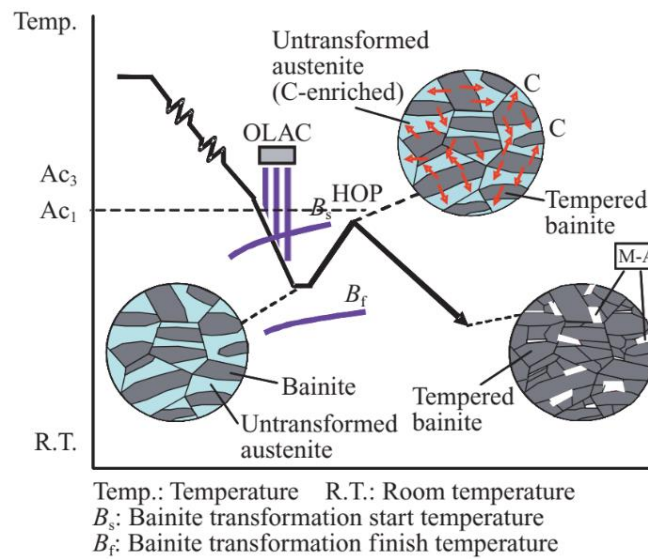 Temp.
Untransformed
austenite
(C-enriched)
C
OLAC
C
Ac3
HOP
Ac1
Bs
Tempered
bainite
M-A
Bf
Bainite
Tempered
bainite
Untransformed
austenite
R.T.
Temp.: Temperature R.T.: Room temperature
Bs: Bainite transformation start temperature
Bf: Bainite transformation finish temperature